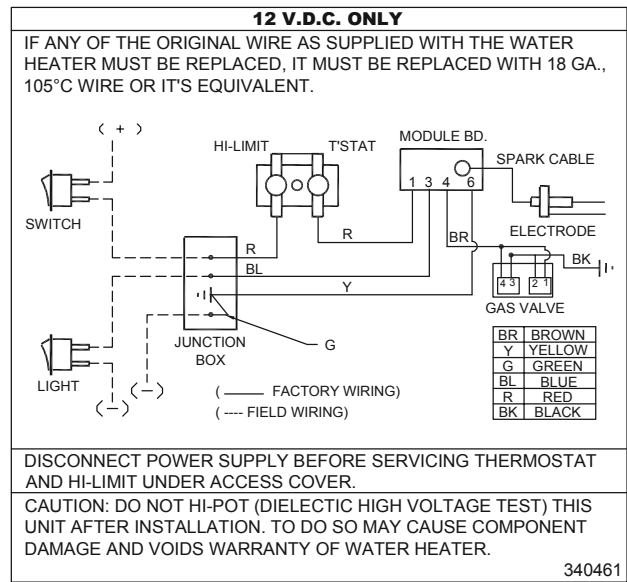 12 V.D.C. ONLY
IF ANY OF THE ORIGINAL WIRE AS SUPPLIED WITH THE WATER
HEATER MUST BE REPLACED, IT MUST BE REPLACED WITH 18 GA.,
105°C WIRE OR IT'S EQUIVALENT.
( + )
HI-LIMIT
T'STAT
MODULE BD.
SPARK CABLE
1 3 4 6
SWITCH
ELECTRODE
R
R
BR
BL
BK
Y
4 3 2 1
GAS VALVE
JUNCTION
BOX
G
LIGHT
(—)
(—)
( —— FACTORY WIRING)
( ---- FIELD WIRING)
BR BROWN
Y YELLOW
G GREEN
BL BLUE
R RED
BK BLACK
DISCONNECT POWER SUPPLY BEFORE SERVICING THERMOSTAT
AND HI-LIMIT UNDER ACCESS COVER.
CAUTION: DO NOT HI-POT (DIELECTIC HIGH VOLTAGE TEST) THIS
UNIT AFTER INSTALLATION. TO DO SO MAY CAUSE COMPONENT
DAMAGE AND VOIDS WARRANTY OF WATER HEATER.
340461